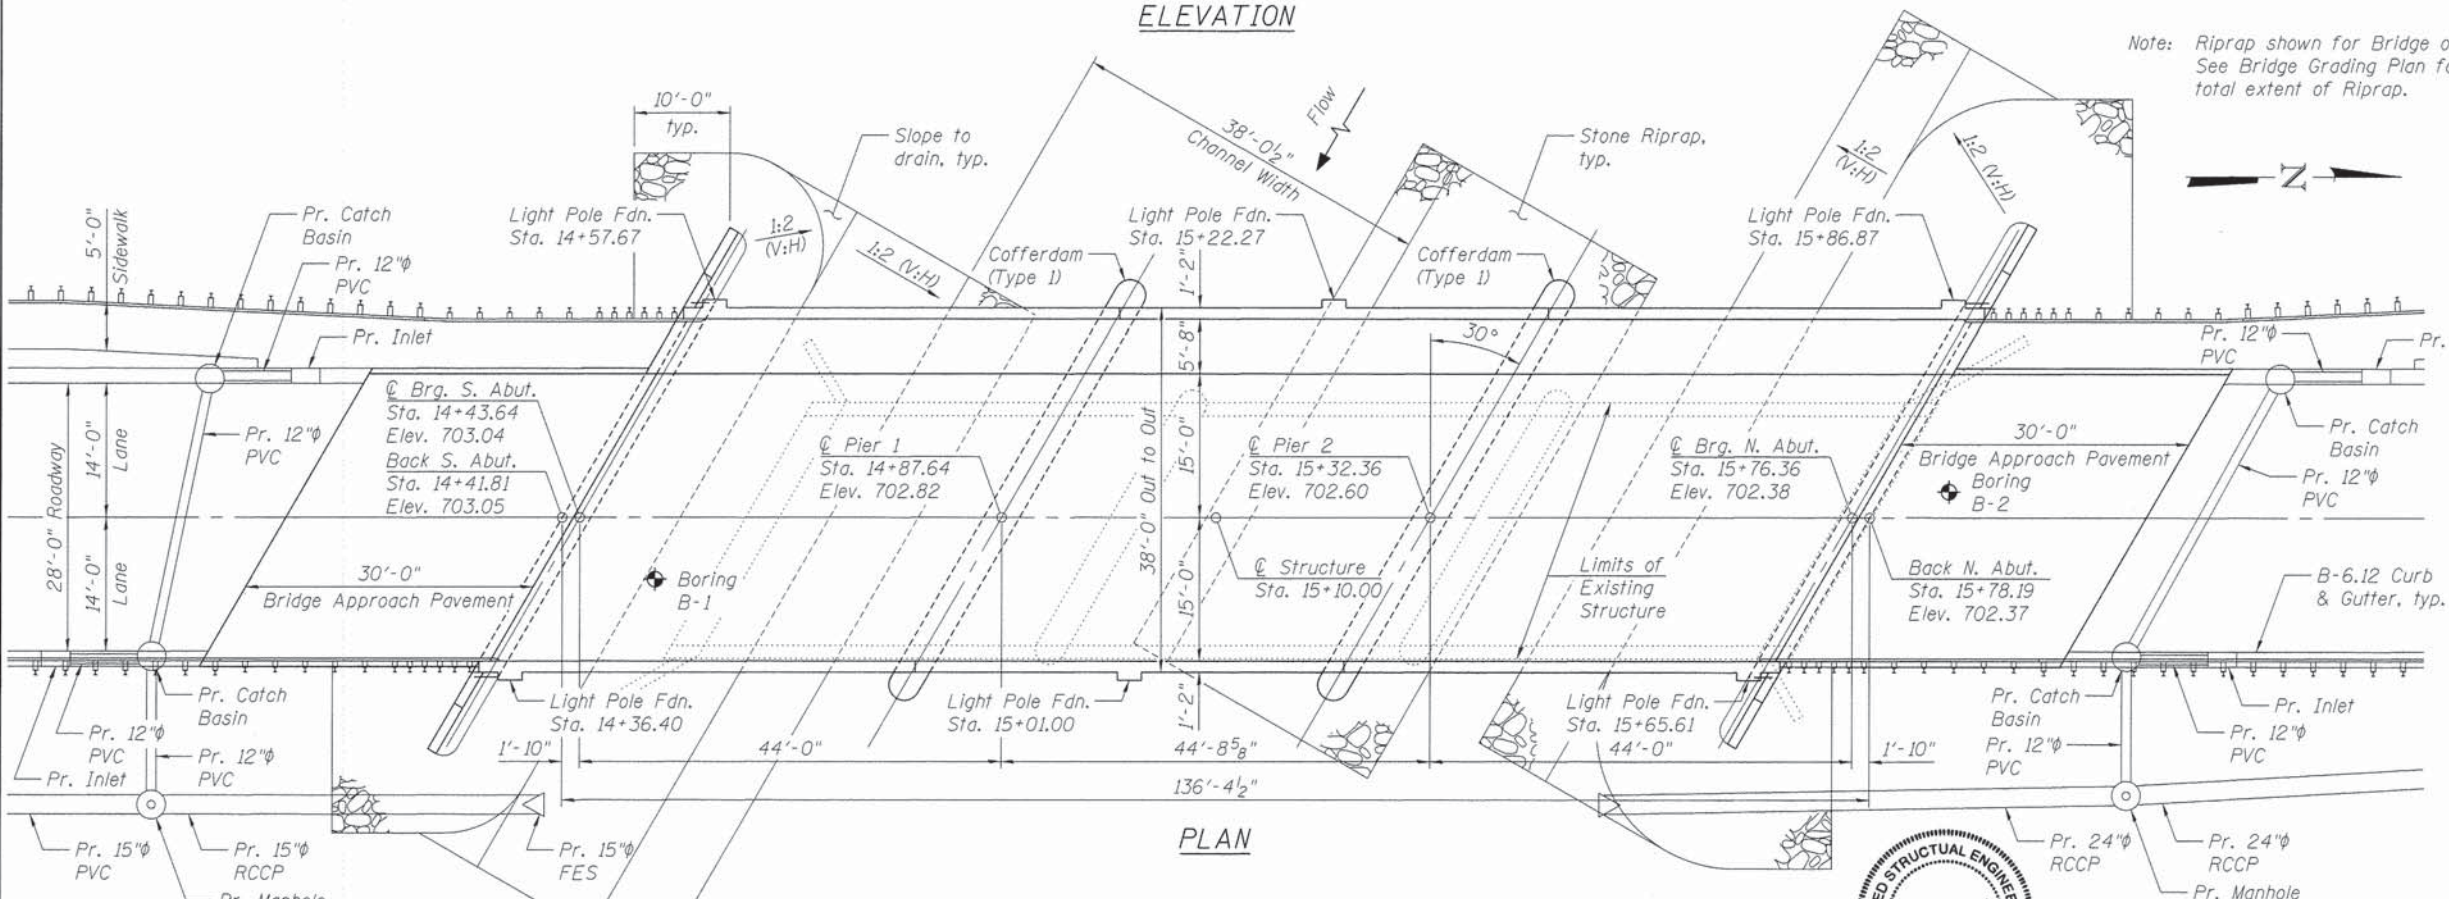 ELEVATION
Note: Riprap shown for Bridge o
See Bridge Grading Plan fo
total extent of Riprap.
10'-0"
typ.
Slope to
drain, typ.
38'-0½"
Channel Width
Flow
Stone Riprap,
typ.
1:2
(V:H)
1:2 (V:H)
N
5'-0"
Sidewalk
Pr. Catch
Basin
Pr. 12"φ
PVC
Pr. Inlet
Light Pole Fdn.
Sta. 14+57.67
1:2
(V:H)
1:2 (V:H)
Cofferdam
(Type 1)
Light Pole Fdn.
Sta. 15+22.27
1'-2"
Cofferdam
(Type 1)
Light Pole Fdn.
Sta. 15+86.87
5'-8"
30°
Pr. 12"φ
PVC
Pr.
28'-0" Roadway
14'-0"
Lane
14'-0"
Lane
Pr. 12"φ
PVC
℄ Brg. S. Abut.
Sta. 14+43.64
Elev. 703.04
Back S. Abut.
Sta. 14+41.81
Elev. 703.05
℄ Pier 1
Sta. 14+87.64
Elev. 702.82
38'-0" Out to Out
15'-0"
15'-0"
℄ Pier 2
Sta. 15+32.36
Elev. 702.60
℄ Brg. N. Abut.
Sta. 15+76.36
Elev. 702.38
30'-0"
Bridge Approach Pavement
Boring
B-2
Pr. Catch
Basin
Pr. 12"φ
PVC
30'-0"
Bridge Approach Pavement
Boring
B-1
℄ Structure
Sta. 15+10.00
Limits of
Existing
Structure
Back N. Abut.
Sta. 15+78.19
Elev. 702.37
B-6.12 Curb
& Gutter, typ.
Pr. Catch
Basin
Pr. 12"φ
PVC
Pr. 12"φ
PVC
Pr. Inlet
Light Pole Fdn.
Sta. 14+36.40
Light Pole Fdn.
Sta. 15+01.00
1'-2"
Light Pole Fdn.
Sta. 15+65.61
Pr. Catch
Basin
Pr. 12"φ
PVC
Pr. Inlet
Pr. 12"φ
PVC
1'-10"
44'-0"
44'-8⅝"
44'-0"
1'-10"
136'-4½"
PLAN
Pr. 15"φ
PVC
Pr. 15"φ
RCCP
Pr. 15"φ
FES
Pr. Manhole
Pr. 24"φ
RCCP
Pr. 24"φ
RCCP
Pr. Manhole
ED STRUCTUAL ENGINEE